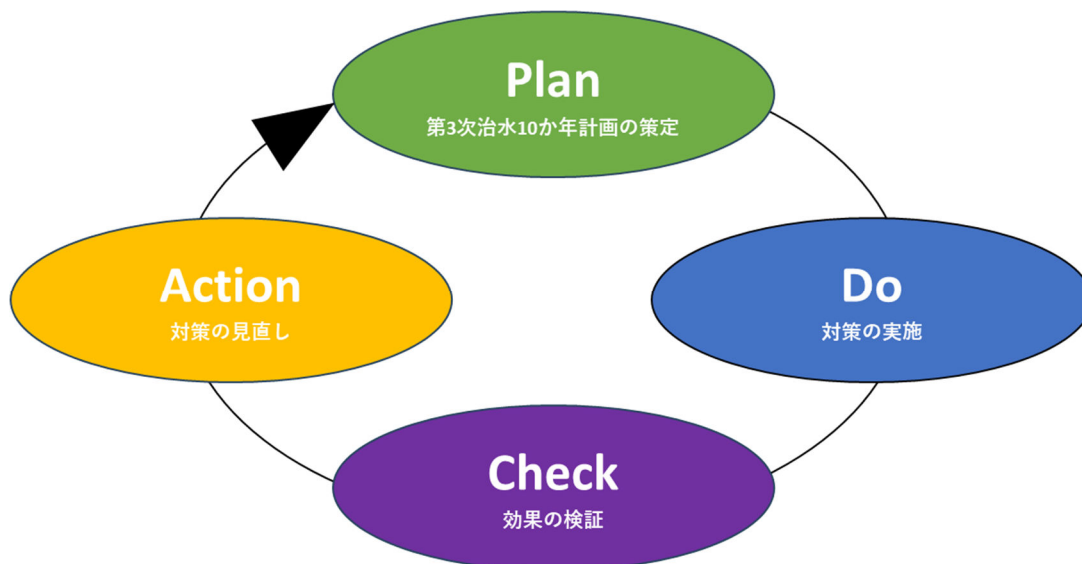 Plan
第3次治水10か年計画の策定
Action
対策の見直し
Do
対策の実施
Check
効果の検証